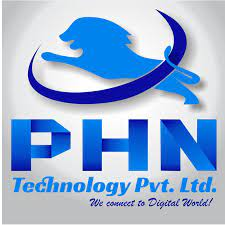 PHN
Technology Pvt. Ltd.
We connect to Digital World!